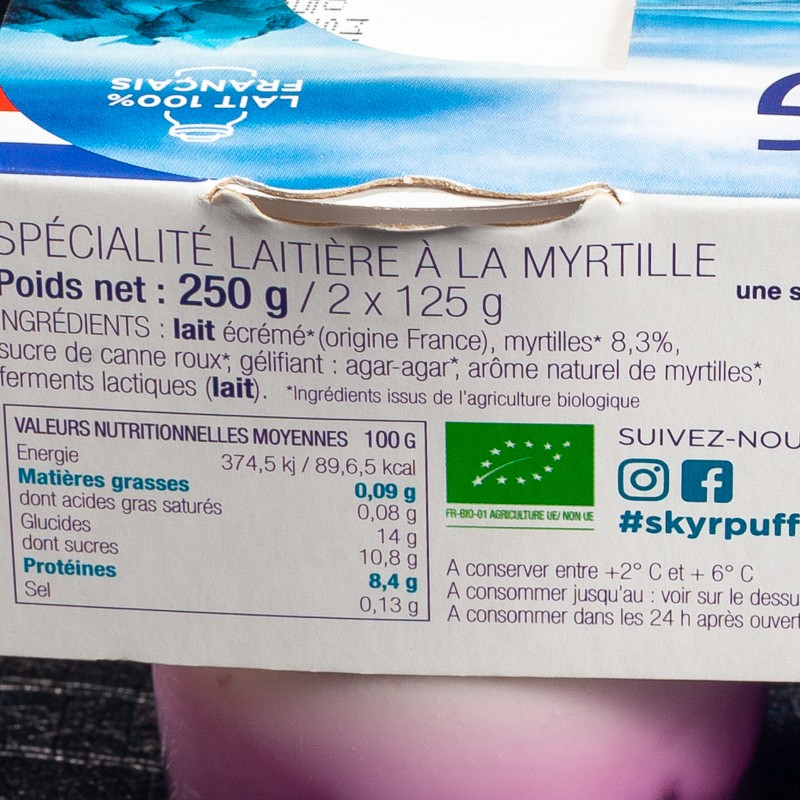 LAIT 100%
FRANÇAIS
SPÉCIALITÉ LAITIÈRE À LA MYRTILLE
Poids net : 250 g / 2 x 125 g
une s
INGRÉDIENTS : lait écrémé* (origine France), myrtilles* 8,3%,
sucre de canne roux*, gélifiant : agar-agar*, arôme naturel de myrtilles*,
ferments lactiques (lait). *Ingrédients issus de l'agriculture biologique
VALEURS NUTRITIONNELLES MOYENNES 100 G
Energie 374,5 kj / 89,6,5 kcal
Matières grasses 0,09 g
dont acides gras saturés 0,08 g
Glucides 14 g
dont sucres 10,8 g
Protéines 8,4 g
Sel 0,13 g
FR-BIO-01 AGRICULTURE UE/ NON UE
SUIVEZ-NOU
#skyrpuff
A conserver entre +2° C et + 6° C
A consommer jusqu'au : voir sur le dessu
A consommer dans les 24 h après ouvert